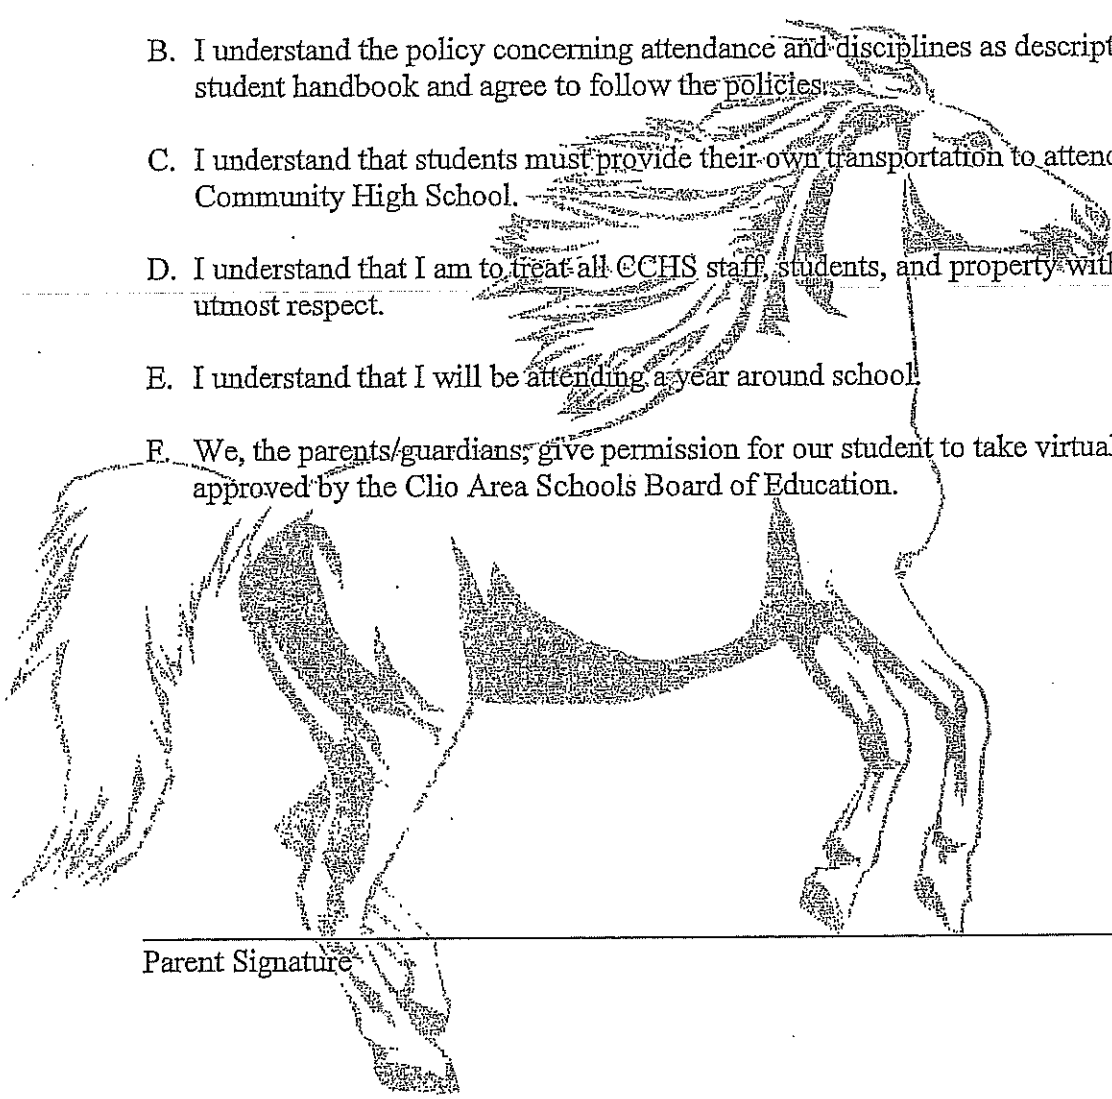 B. I understand the policy concerning attendance and disciplines as descript
student handbook and agree to follow the policies.
C. I understand that students must provide their own transportation to attend
Community High School.
D. I understand that I am to treat all CCHS staff, students, and property with
utmost respect.
E. I understand that I will be attending a year around school.
F. We, the parents/guardians, give permission for our student to take virtual
approved by the Clio Area Schools Board of Education.
Parent Signature